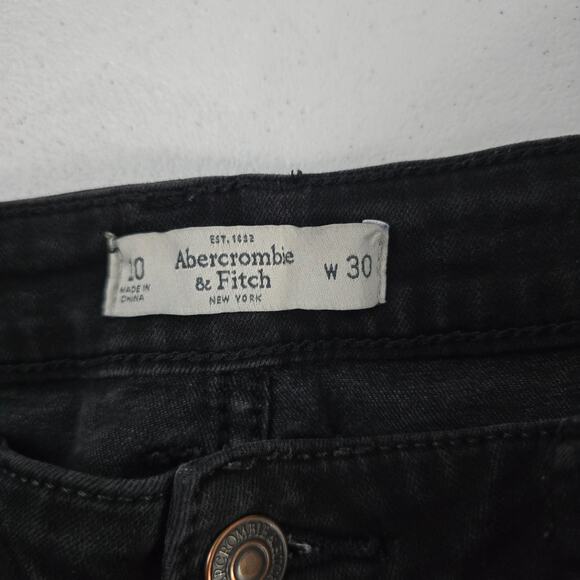 10
MADE IN
CHINA
EST. 1892
Abercrombie
& Fitch
NEW YORK
W 30